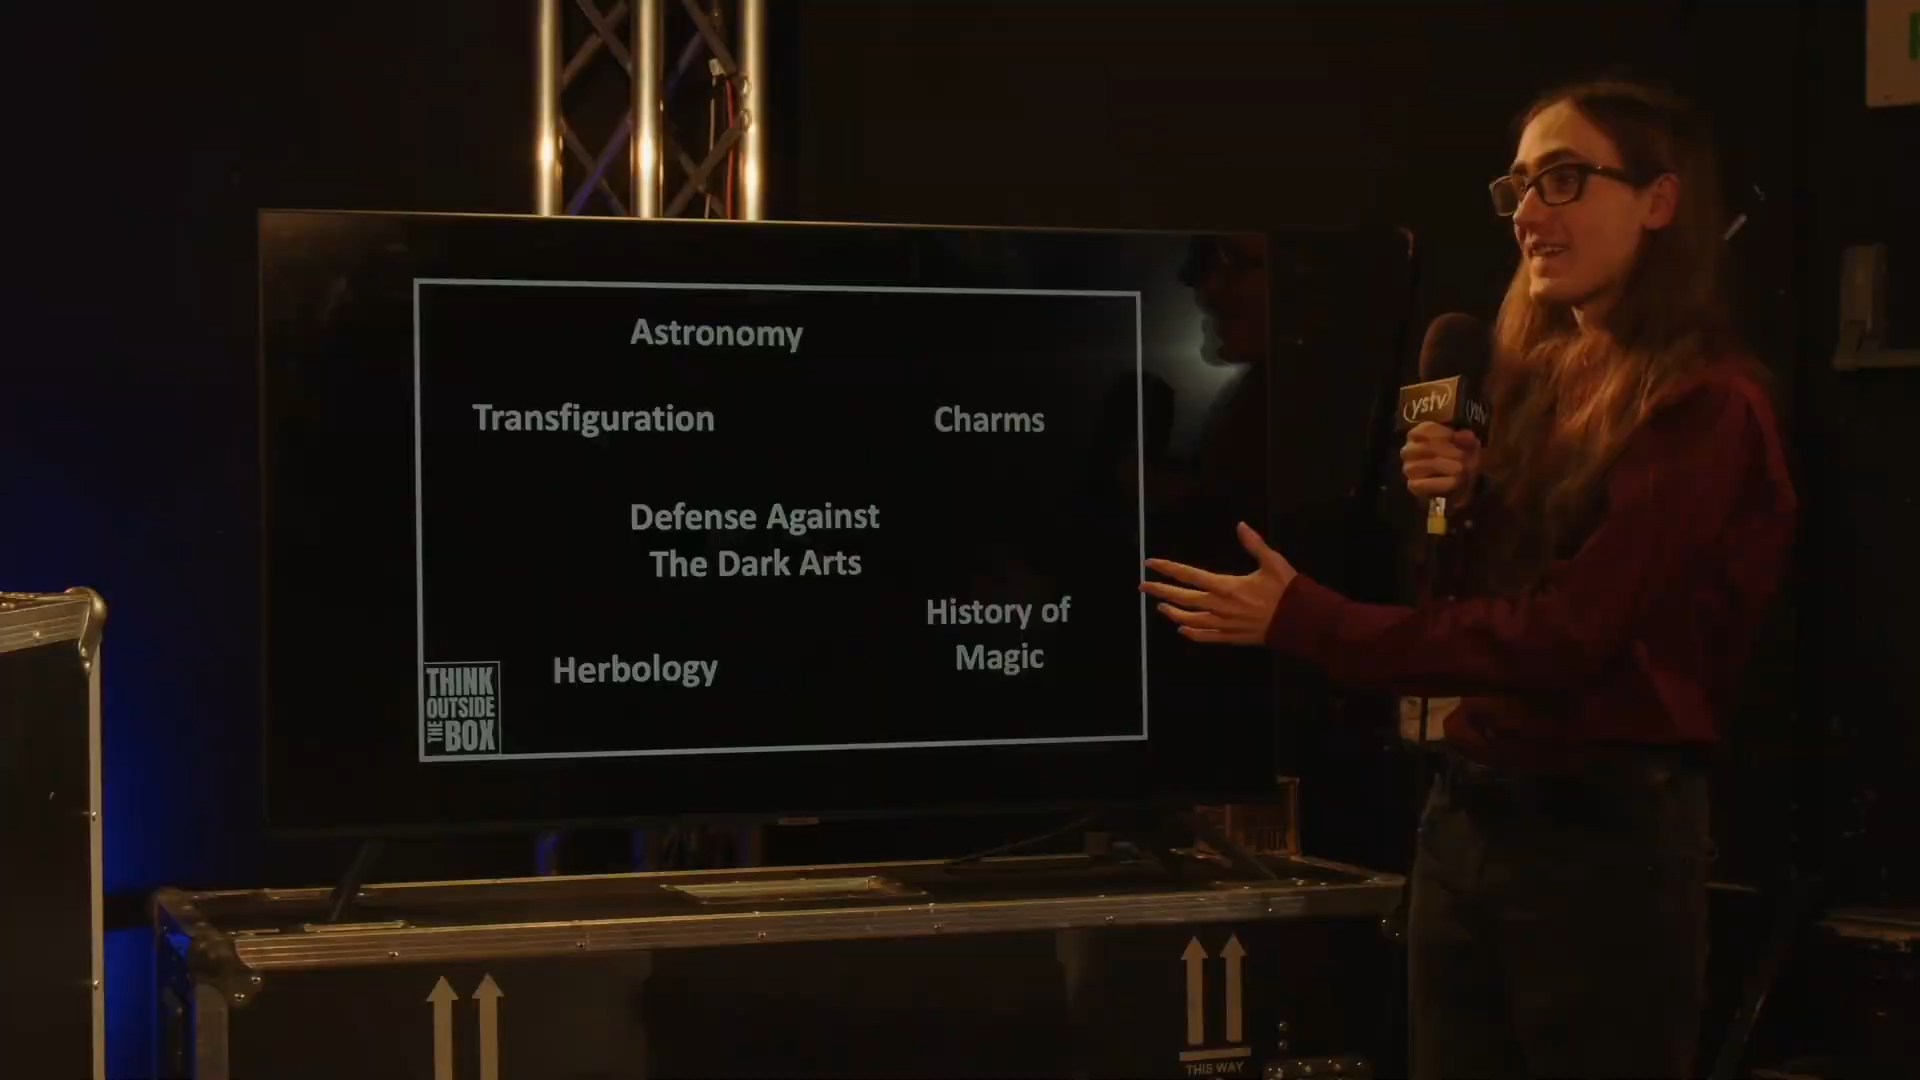 Astronomy
Transfiguration
Charms
Defense Against
The Dark Arts
History of
Magic
Herbology
THINK
OUTSIDE
THE BOX
(ystv)
THIS WAY